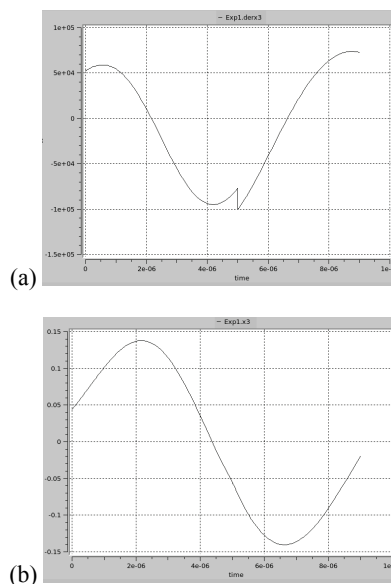 ~ Exp1.derx3
1e+05
5e+04
0
-5e+04
-1e+05
-1.5e+05
0 2e-06 4e-06 6e-06 8e-06 1e-
time
(a)
~ Exp1.x3
0.15
0.1
0.05
0
-0.05
-0.1
-0.15
0 2e-06 4e-06 6e-06 8e-06 1e-
time
(b)